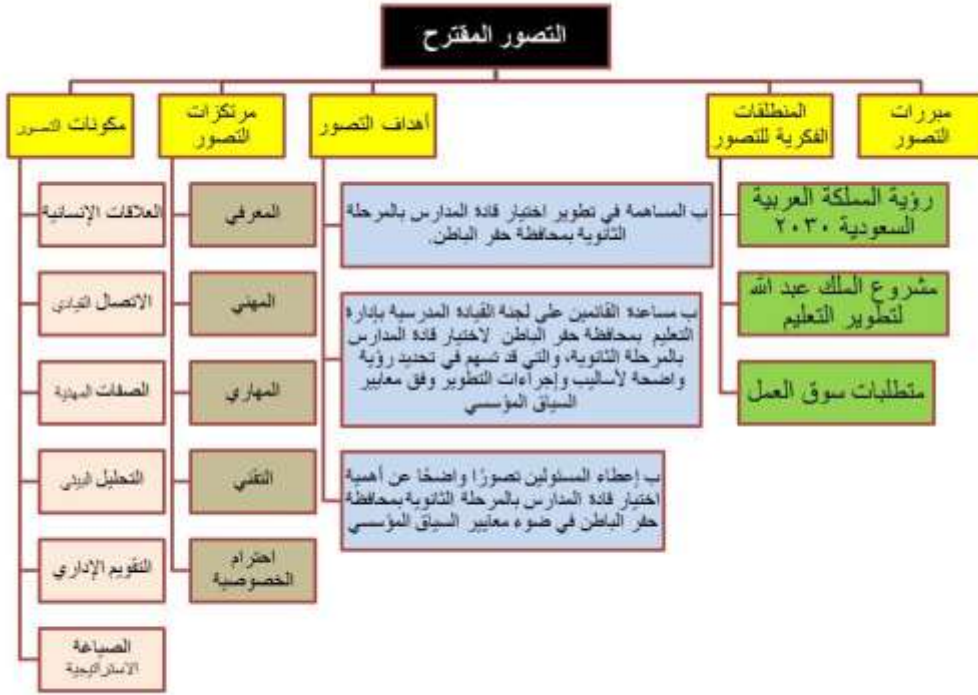 التصور المقترح
مبررات
التصور
المنطلقات
الفكرية للتصور
رؤية المملكة العربية
السعودية ٢٠٣٠
مشروع الملك عبد الله
لتطوير التعليم
متطلبات سوق العمل
أهداف التصور
ب المساهمة في تطوير اختيار قادة المدارس بالمرحلة
الثانوية بمحافظة حفر الباطن.
ب مساعدة القائمين على لجنة القيادة المدرسية بإدارة
التعليم بمحافظة حفر الباطن لاختيار قادة المدارس
بالمرحلة الثانوية، والتي قد تسهم في تحديد رؤية
واضحة لأساليب وإجراءات التطوير وفق معايير
السياق المؤسسي
ب إعطاء المسئولين تصورًا واضحًا عن أهمية
اختيار قادة المدارس بالمرحلة الثانوية بمحافظة
حفر الباطن في ضوء معايير السياق المؤسسي
مرتكزات
التصور
المعرفي
المهني
المهاري
التقني
احترام
الخصوصية
مكونات التصور
العلاقات الإنسانية
الاتصال القيادي
الصفات المهنية
التحليل البيئي
التقويم الإداري
الصياغة
الاستراتيجية